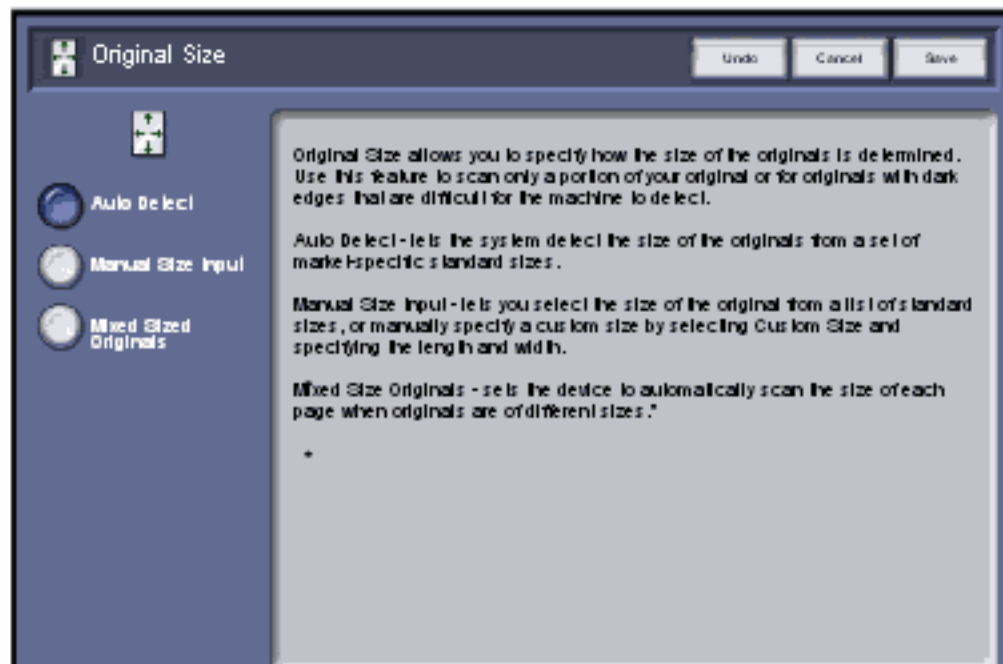 Original Size
Undo
Cancel
Save
Auto Detect
Manual Size Input
Mixed Sized
Originals
Original Size allows you to specify how the size of the originals is determined.
Use this feature to scan only a portion of your original or for originals with dark
edges that are difficult for the machine to detect.
Auto Detect - lets the system detect the size of the originals from a set of
market-specific standard sizes.
Manual Size Input - lets you select the size of the original from a list of standard
sizes, or manually specify a custom size by selecting Custom Size and
specifying the length and width.
Mixed Size Originals - sets the device to automatically scan the size of each
page when originals are of different sizes.*
*